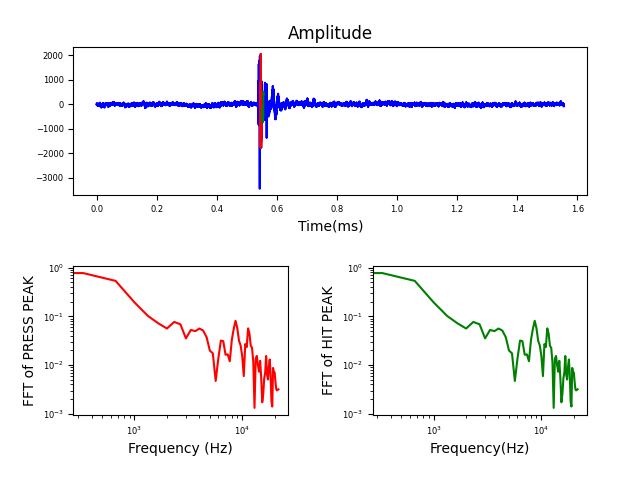 Amplitude
2000
1000
0
−1000
−2000
−3000
0.0 0.2 0.4 0.6 0.8 1.0 1.2 1.4 1.6
Time(ms)
FFT of PRESS PEAK
10⁰
10⁻¹
10⁻²
10⁻³
10³ 10⁴
Frequency (Hz)
FFT of HIT PEAK
10⁰
10⁻¹
10⁻²
10⁻³
10³ 10⁴
Frequency(Hz)